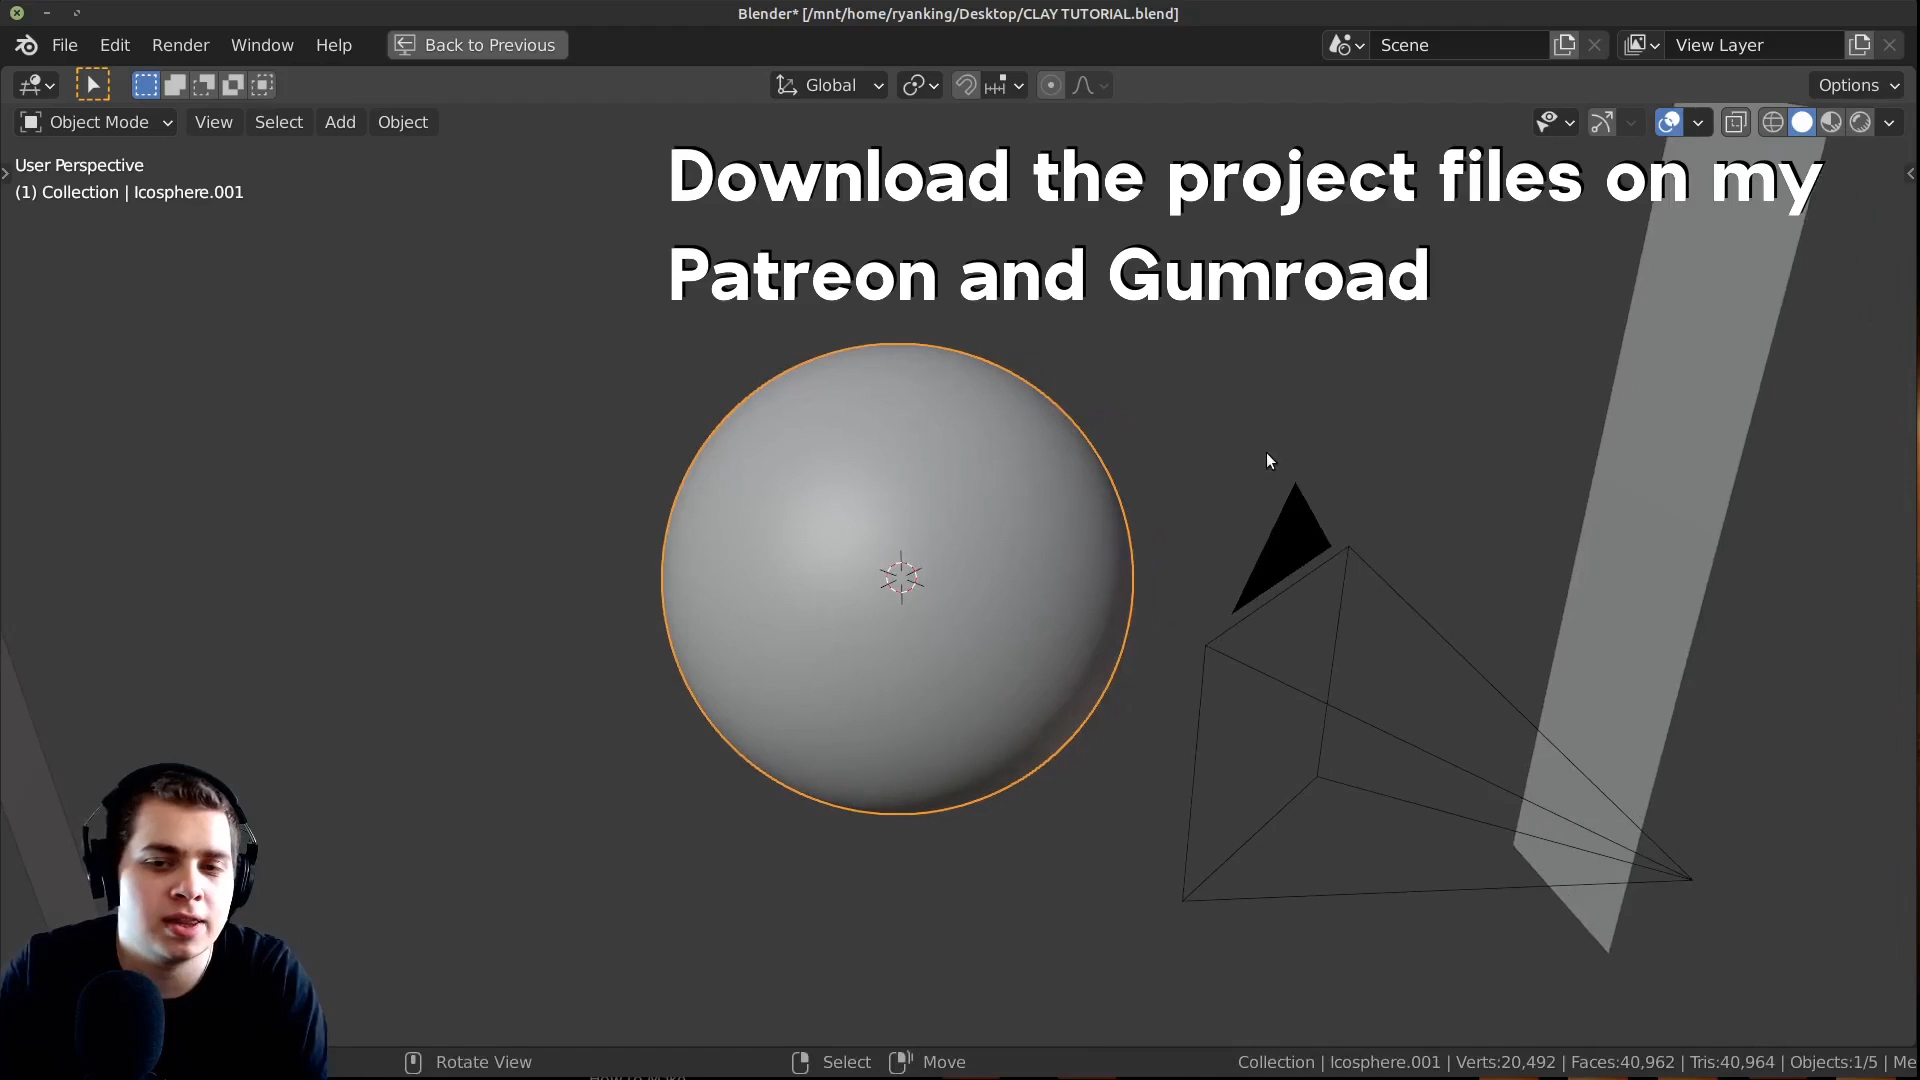 Blender* [/mnt/home/ryanking/Desktop/CLAY TUTORIAL.blend]
File Edit Render Window Help Back to Previous Scene View Layer
Global Options
Object Mode View Select Add Object
User Perspective
(1) Collection | Icosphere.001
Download the project files on my
Patreon and Gumroad
Rotate View Select Move Collection | Icosphere.001 | Verts:20,492 | Faces:40,962 | Tris:40,964 | Objects:1/5 | Me